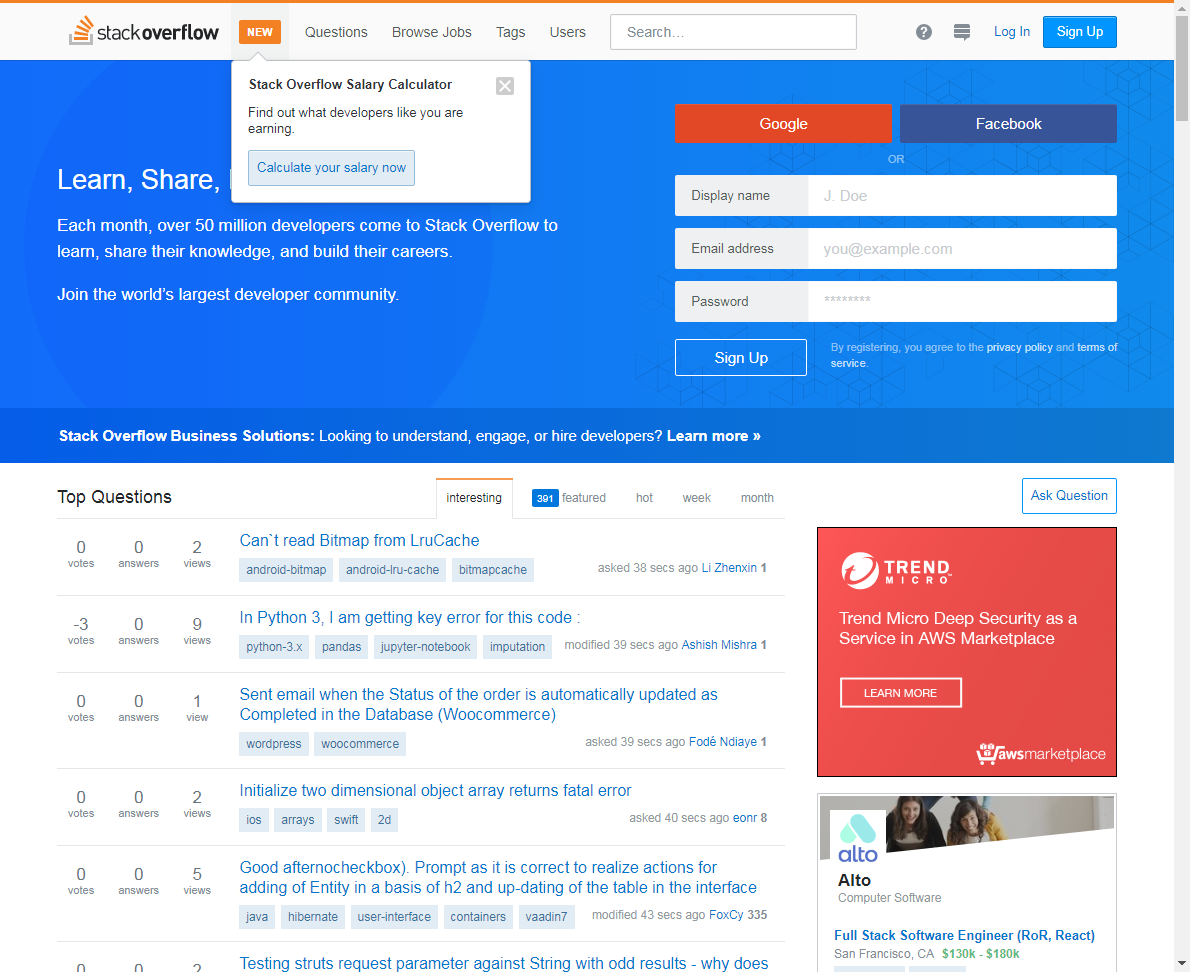 stackoverflow
NEW
Questions
Browse Jobs
Tags
Users
Search…
?
Log In
Sign Up
Stack Overflow Salary Calculator
Find out what developers like you are
earning.
Calculate your salary now
Learn, Share,
Each month, over 50 million developers come to Stack Overflow to
learn, share their knowledge, and build their careers.
Join the world’s largest developer community.
Google
Facebook
OR
Display name
J. Doe
Email address
you@example.com
Password
********
Sign Up
By registering, you agree to the privacy policy and terms of
service.
Stack Overflow Business Solutions: Looking to understand, engage, or hire developers? Learn more »
Top Questions
interesting
391 featured
hot
week
month
Ask Question
0 votes
0 answers
2 views
Can`t read Bitmap from LruCache
android-bitmap android-lru-cache bitmapcache
asked 38 secs ago Li Zhenxin 1
-3 votes
0 answers
9 views
In Python 3, I am getting key error for this code :
python-3.x pandas jupyter-notebook imputation
modified 39 secs ago Ashish Mishra 1
0 votes
0 answers
1 view
Sent email when the Status of the order is automatically updated as
Completed in the Database (Woocommerce)
wordpress woocommerce
asked 39 secs ago Fodé Ndiaye 1
0 votes
0 answers
2 views
Initialize two dimensional object array returns fatal error
ios arrays swift 2d
asked 40 secs ago eonr 8
0 votes
0 answers
5 views
Good afternocheckbox). Prompt as it is correct to realize actions for
adding of Entity in a basis of h2 and up-dating of the table in the interface
java hibernate user-interface containers vaadin7
modified 43 secs ago FoxCy 335
0
0
2
Testing struts request parameter against String with odd results - why does
TREND
MICRO™
Trend Micro Deep Security as a
Service in AWS Marketplace
LEARN MORE
awsmarketplace
alto
Alto
Computer Software
Full Stack Software Engineer (RoR, React)
San Francisco, CA $130k - $180k